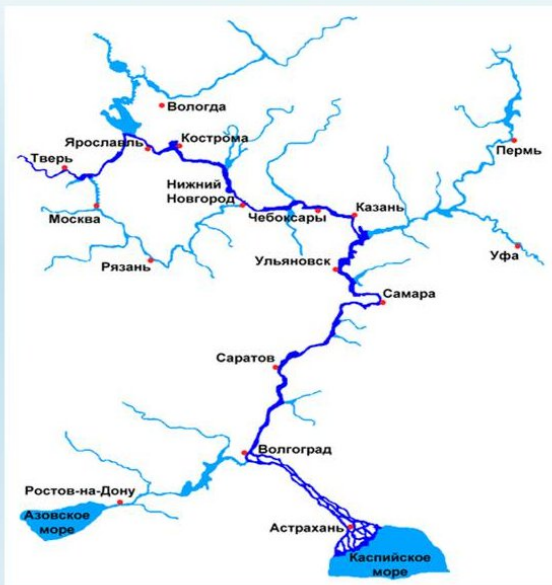 Вологда
Ярославль
Кострома
Тверь
Пермь
Нижний
Новгород
Чебоксары
Казань
Москва
Рязань
Ульяновск
Уфа
Самара
Саратов
Волгоград
Ростов-на-Дону
Азовское
море
Астрахань
Каспийское
море